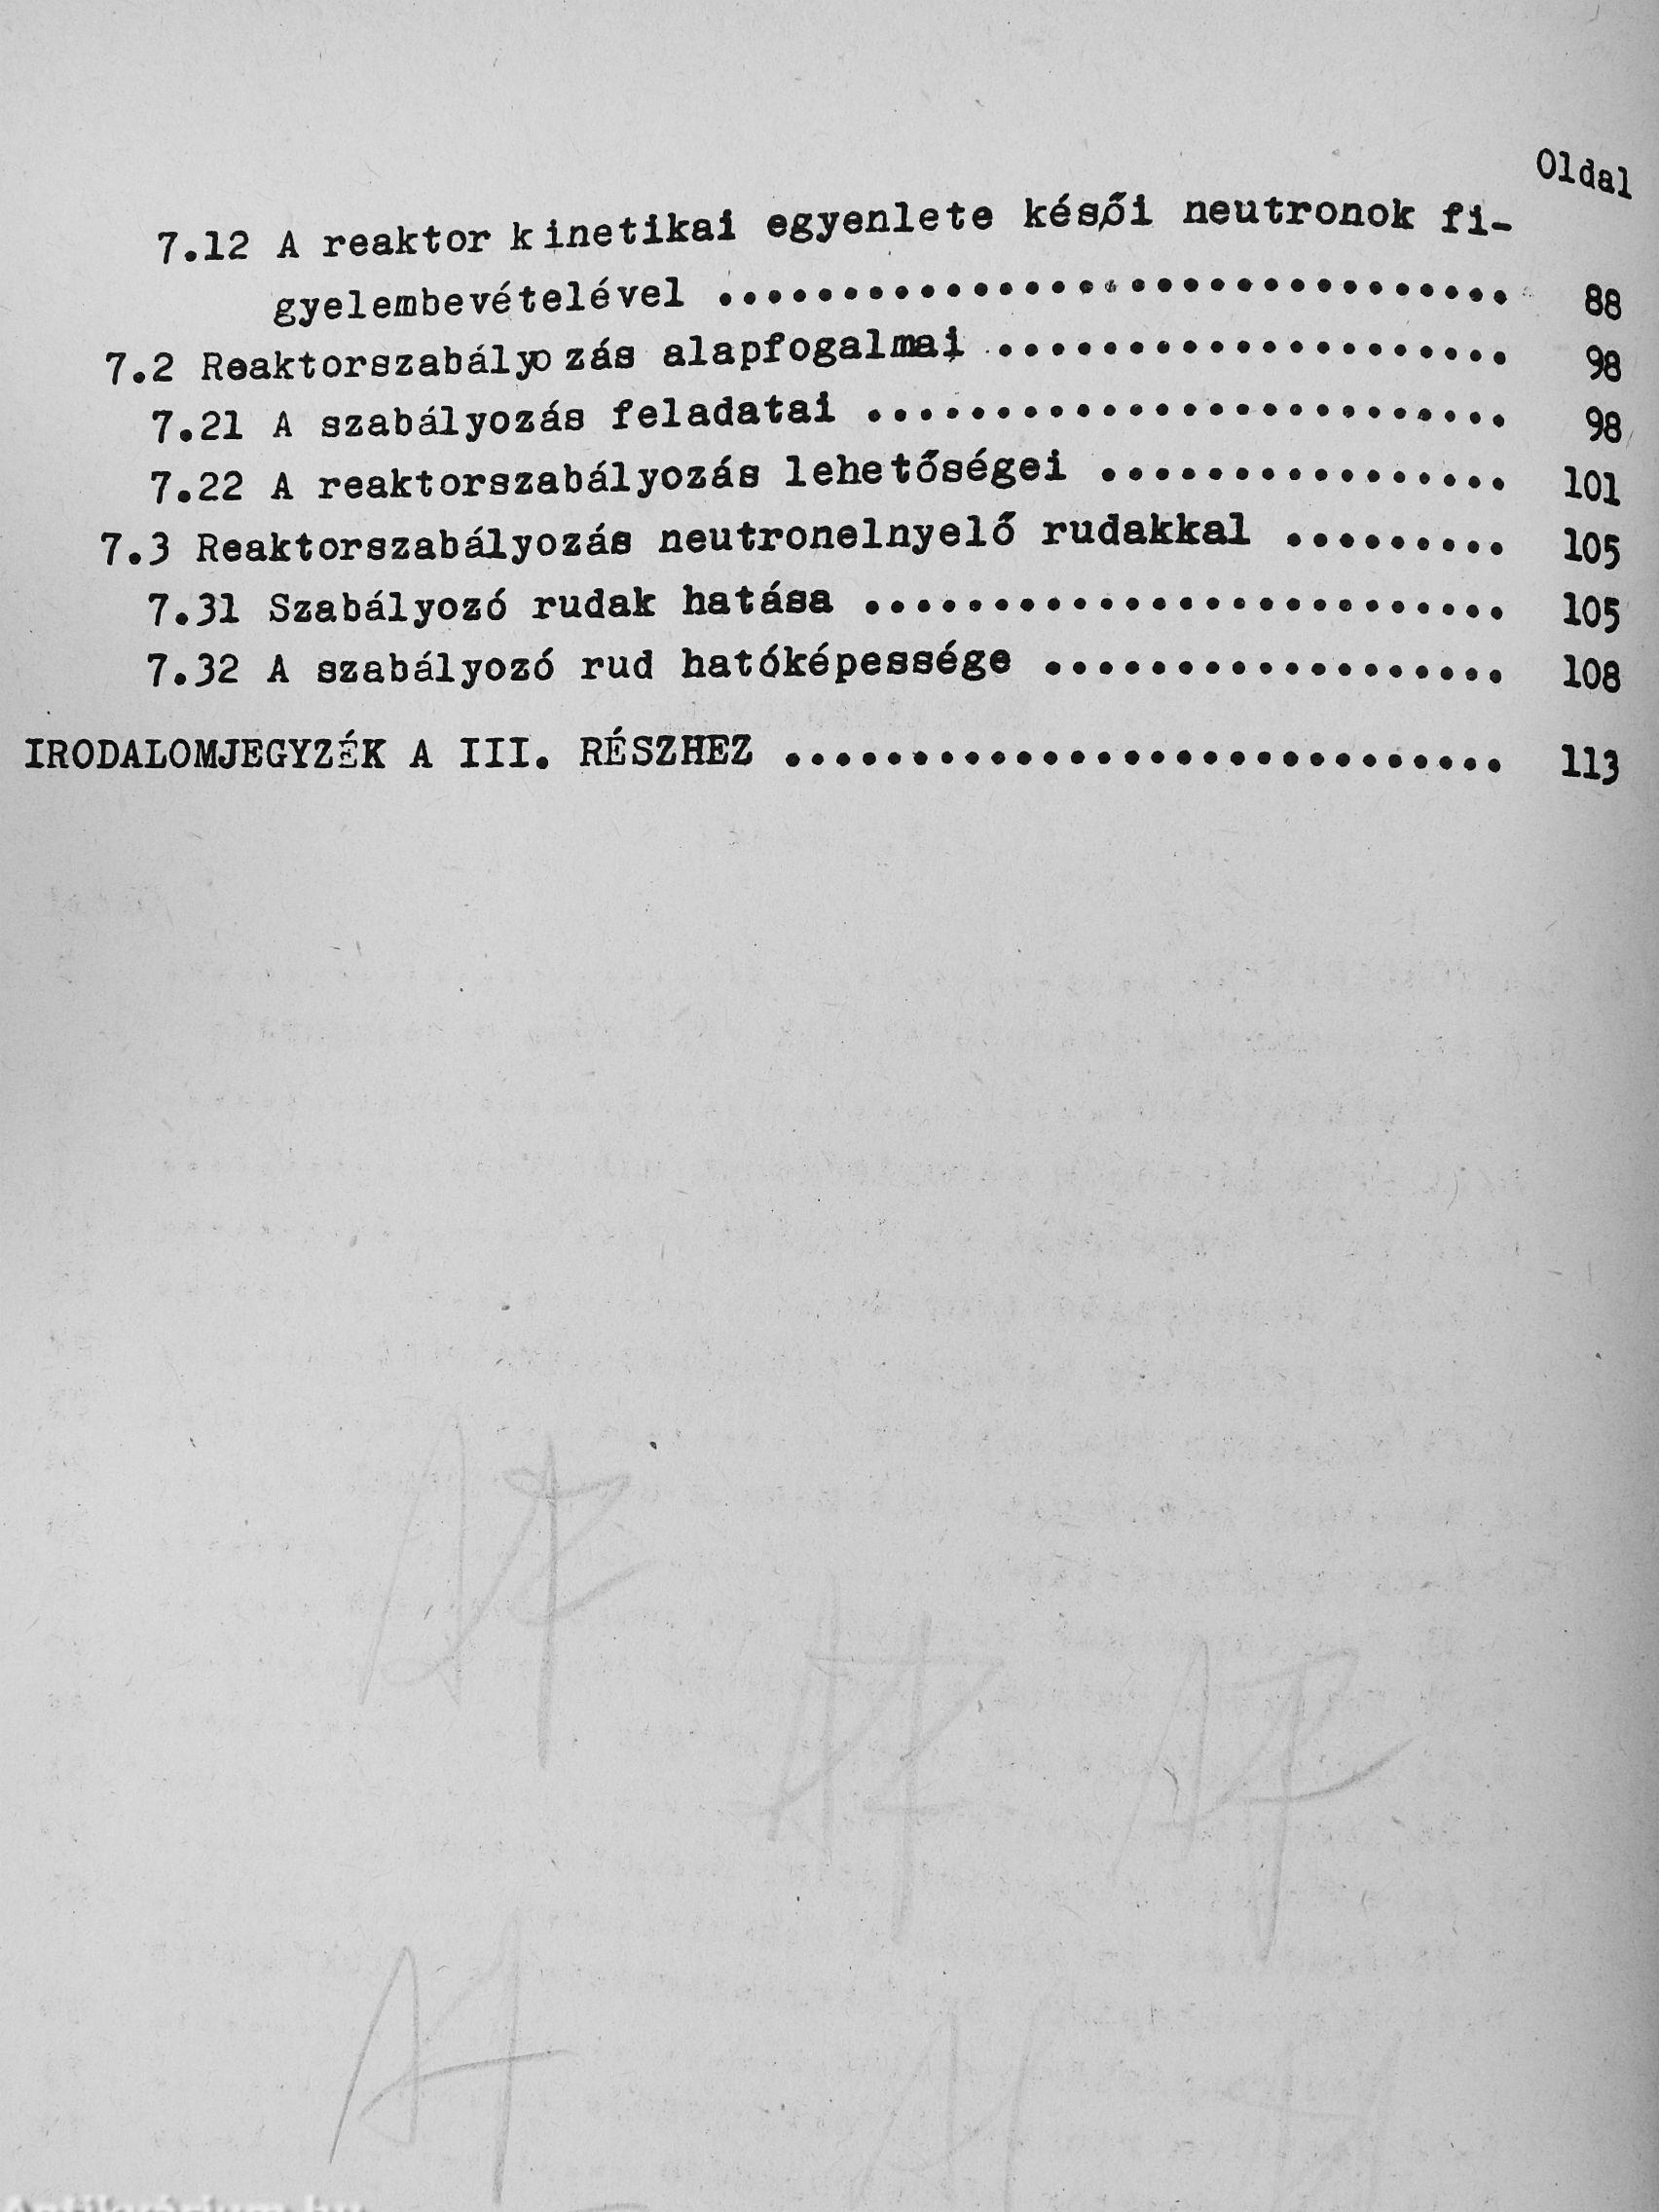 Oldal
7.12 A reaktor kinetikai egyenlete késői neutronok fi-
gyelembevételével .............................. 88
7.2 Reaktorszabályozás alapfogalmai .................... 98
7.21 A szabályozás feladatai ......................... 98
7.22 A reaktorszabályozás lehetőségei ................ 101
7.3 Reaktorszabályozás neutronelnyelő rudakkal ......... 105
7.31 Szabályozó rudak hatása ......................... 105
7.32 A szabályozó rud hatóképessége .................. 108
IRODALOMJEGYZÉK A III. RÉSZHEZ ............................ 113